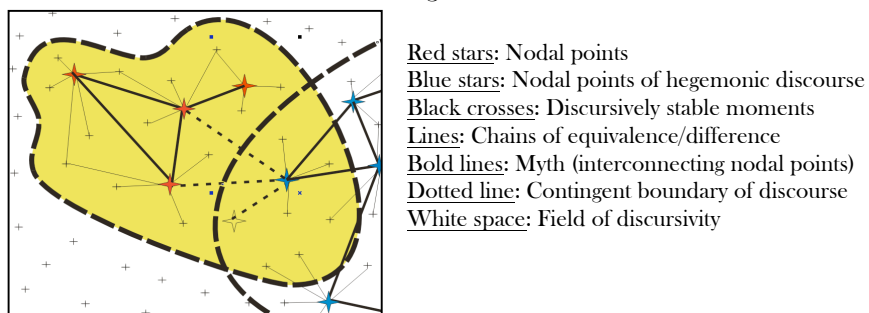 Red stars: Nodal points
Blue stars: Nodal points of hegemonic discourse
Black crosses: Discursively stable moments
Lines: Chains of equivalence/difference
Bold lines: Myth (interconnecting nodal points)
Dotted line: Contingent boundary of discourse
White space: Field of discursivity